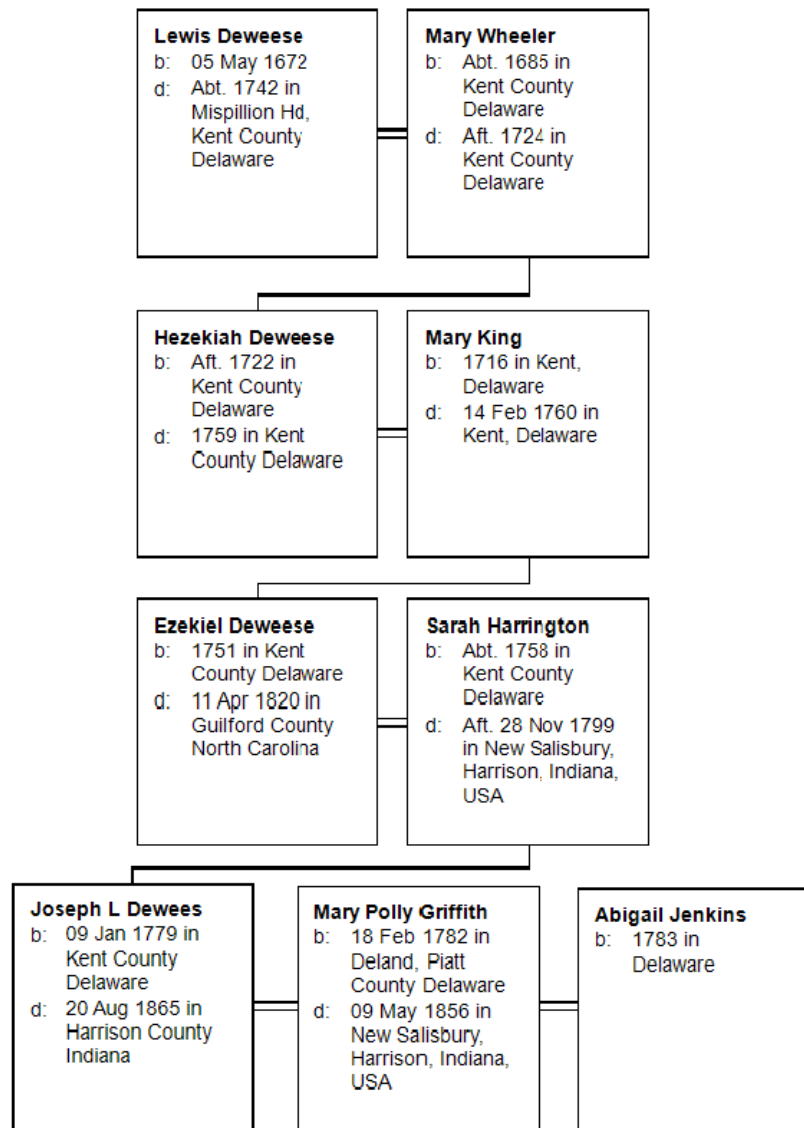 Lewis Deweese
b: 05 May 1672
d: Abt. 1742 in
Mispillion Hd,
Kent County
Delaware
Mary Wheeler
b: Abt. 1685 in
Kent County
Delaware
d: Aft. 1724 in
Kent County
Delaware
Hezekiah Deweese
b: Aft. 1722 in
Kent County
Delaware
d: 1759 in Kent
County Delaware
Mary King
b: 1716 in Kent,
Delaware
d: 14 Feb 1760 in
Kent, Delaware
Ezekiel Deweese
b: 1751 in Kent
County Delaware
d: 11 Apr 1820 in
Guilford County
North Carolina
Sarah Harrington
b: Abt. 1758 in
Kent County
Delaware
d: Aft. 28 Nov 1799
in New Salisbury,
Harrison, Indiana,
USA
Joseph L Dewees
b: 09 Jan 1779 in
Kent County
Delaware
d: 20 Aug 1865 in
Harrison County
Indiana
Mary Polly Griffith
b: 18 Feb 1782 in
Deland, Piatt
County Delaware
d: 09 May 1856 in
New Salisbury,
Harrison, Indiana,
USA
Abigail Jenkins
b: 1783 in
Delaware